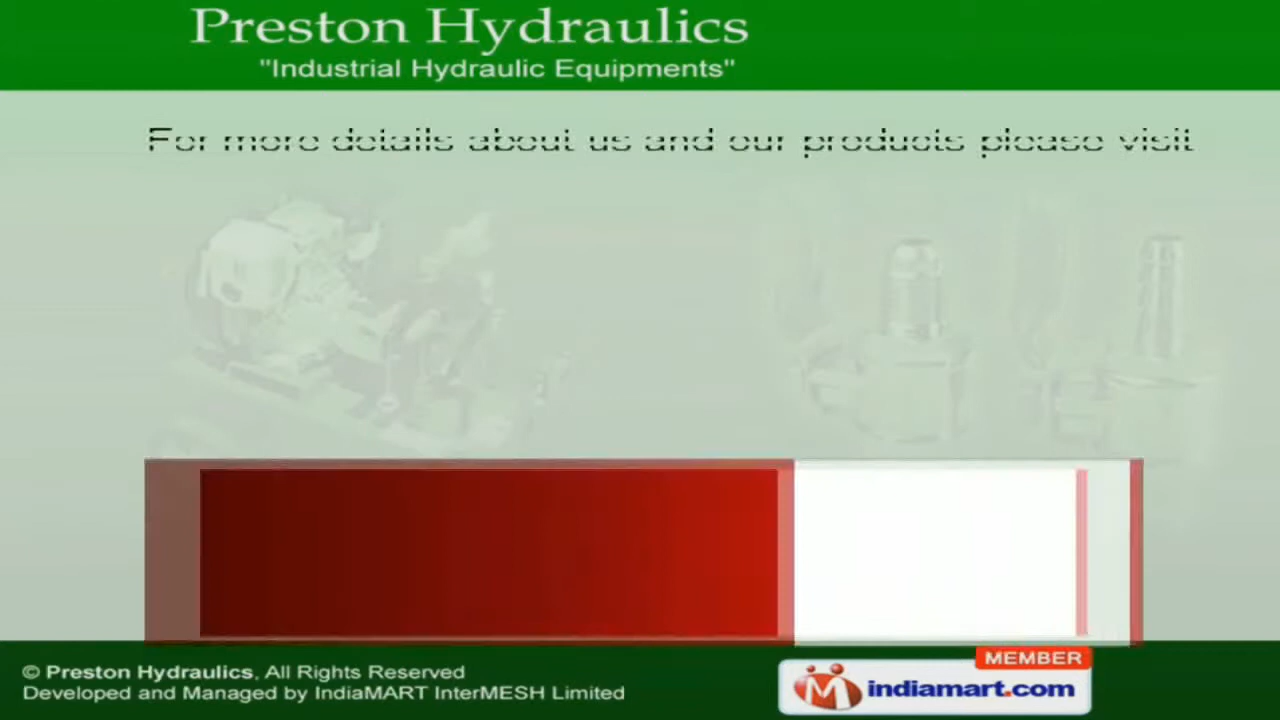 Preston Hydraulics
"Industrial Hydraulic Equipments"
For more details about us and our products please visit
© Preston Hydraulics, All Rights Reserved
Developed and Managed by IndiaMART InterMESH Limited
MEMBER
indiamart.com